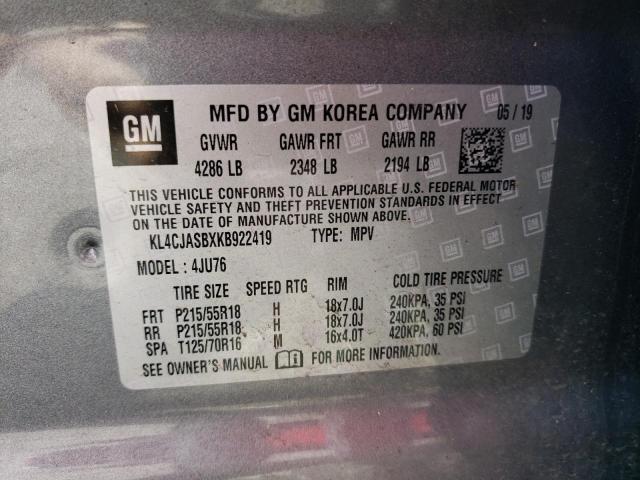 GM MFD BY GM KOREA COMPANY 05/19
GVWR GAWR FRT GAWR RR
4286 LB 2348 LB 2194 LB
THIS VEHICLE CONFORMS TO ALL APPLICABLE U.S. FEDERAL MOTOR
VEHICLE SAFETY AND THEFT PREVENTION STANDARDS IN EFFECT
ON THE DATE OF MANUFACTURE SHOWN ABOVE.
KL4CJASBXKB922419 TYPE: MPV
MODEL: 4JU76
TIRE SIZE SPEED RTG RIM COLD TIRE PRESSURE
FRT P215/55R18 H 18x7.0J 240KPA, 35 PSI
RR P215/55R18 H 18x7.0J 240KPA, 35 PSI
SPA T125/70R16 M 16x4.0T 420KPA, 60 PSI
SEE OWNER'S MANUAL FOR MORE INFORMATION.